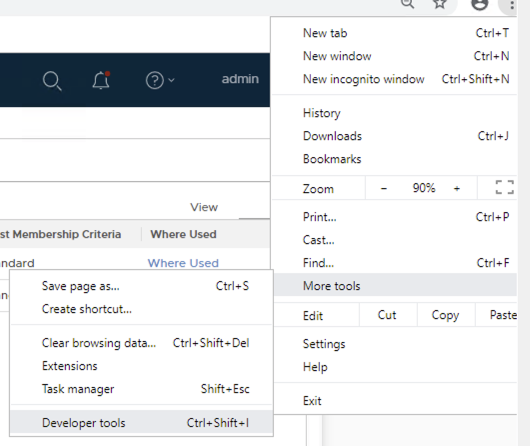 New tab Ctrl+T
New window Ctrl+N
New incognito window Ctrl+Shift+N
admin
History
Downloads Ctrl+J
Bookmarks
Zoom - 90% +
View
Print... Ctrl+P
st Membership Criteria Where Used
Cast...
ndard Where Used
Find... Ctrl+F
Save page as... Ctrl+S
More tools
Create shortcut...
Edit Cut Copy Paste
Clear browsing data... Ctrl+Shift+Del
Settings
Extensions
Help
Task manager Shift+Esc
Exit
Developer tools Ctrl+Shift+I